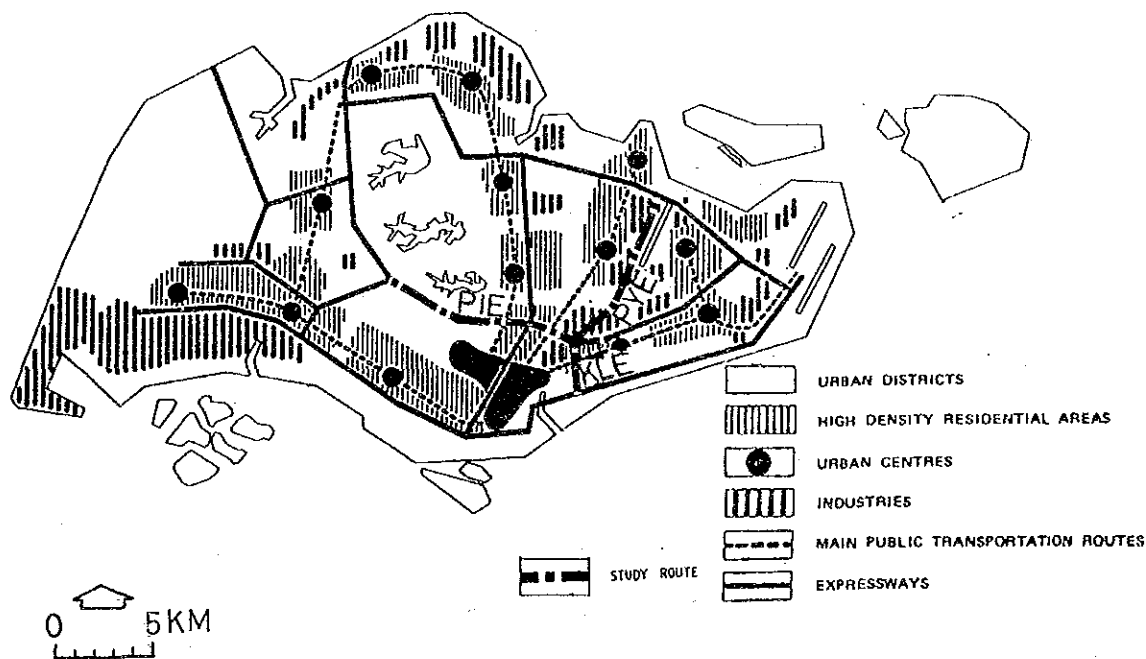 PIE
PYE
KLE
URBAN DISTRICTS
HIGH DENSITY RESIDENTIAL AREAS
URBAN CENTRES
INDUSTRIES
MAIN PUBLIC TRANSPORTATION ROUTES
STUDY ROUTE
EXPRESSWAYS
0 5KM